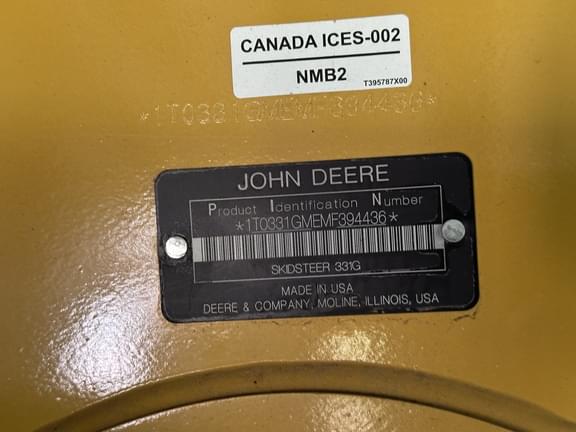 CANADA ICES-002
NMB2
T395787X00
*1T0331GMEMF394436*
JOHN DEERE
Product Identification Number
*1T0331GMEMF394436*
SKIDSTEER 331G
MADE IN USA
DEERE & COMPANY, MOLINE, ILLINOIS, USA